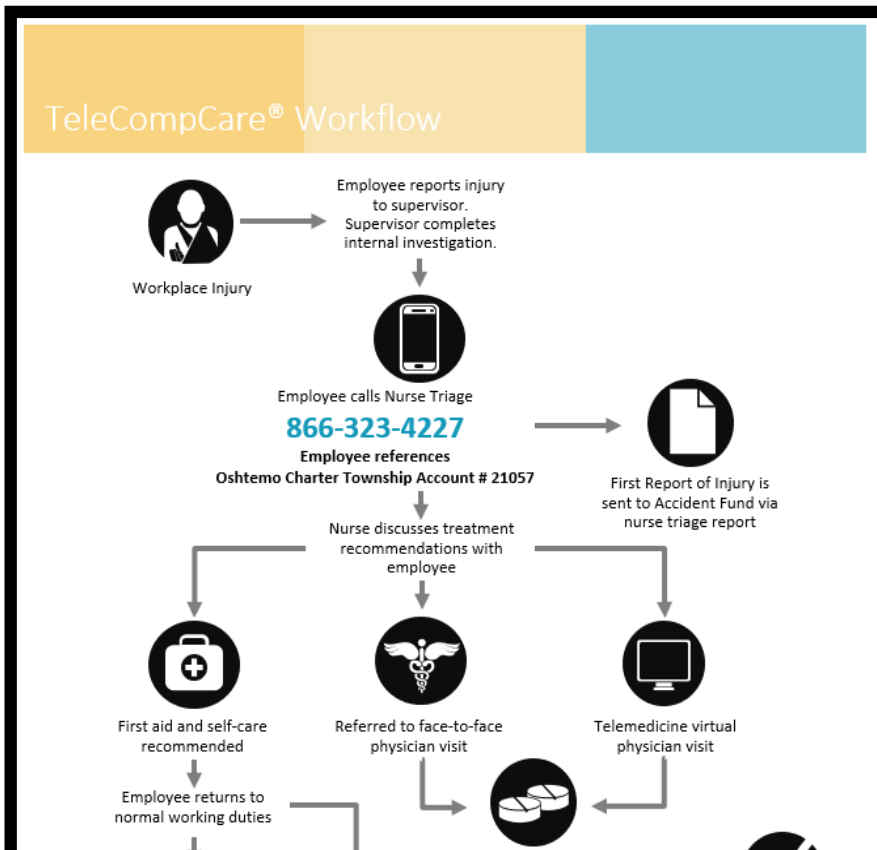 TeleCompCare® Workflow
Employee reports injury
to supervisor.
Supervisor completes
internal investigation.
Workplace Injury
Employee calls Nurse Triage
866-323-4227
Employee references
Oshtemo Charter Township Account # 21057
First Report of Injury is
sent to Accident Fund via
nurse triage report
Nurse discusses treatment
recommendations with
employee
First aid and self-care
recommended
Referred to face-to-face
physician visit
Telemedicine virtual
physician visit
Employee returns to
normal working duties